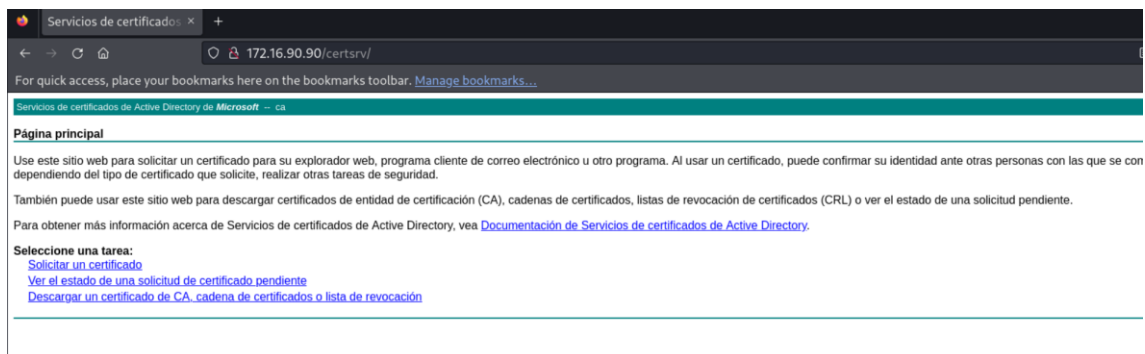 Servicios de certificados
172.16.90.90/certsrv/
For quick access, place your bookmarks here on the bookmarks toolbar. Manage bookmarks...
Servicios de certificados de Active Directory de Microsoft -- ca
Página principal
Use este sitio web para solicitar un certificado para su explorador web, programa cliente de correo electrónico u otro programa. Al usar un certificado, puede confirmar su identidad ante otras personas con las que se
dependiendo del tipo de certificado que solicite, realizar otras tareas de seguridad.
También puede usar este sitio web para descargar certificados de entidad de certificación (CA), cadenas de certificados, listas de revocación de certificados (CRL) o ver el estado de una solicitud pendiente.
Para obtener más información acerca de Servicios de certificados de Active Directory, vea Documentación de Servicios de certificados de Active Directory.
Seleccione una tarea:
Solicitar un certificado
Ver el estado de una solicitud de certificado pendiente
Descargar un certificado de CA, cadena de certificados o lista de revocación